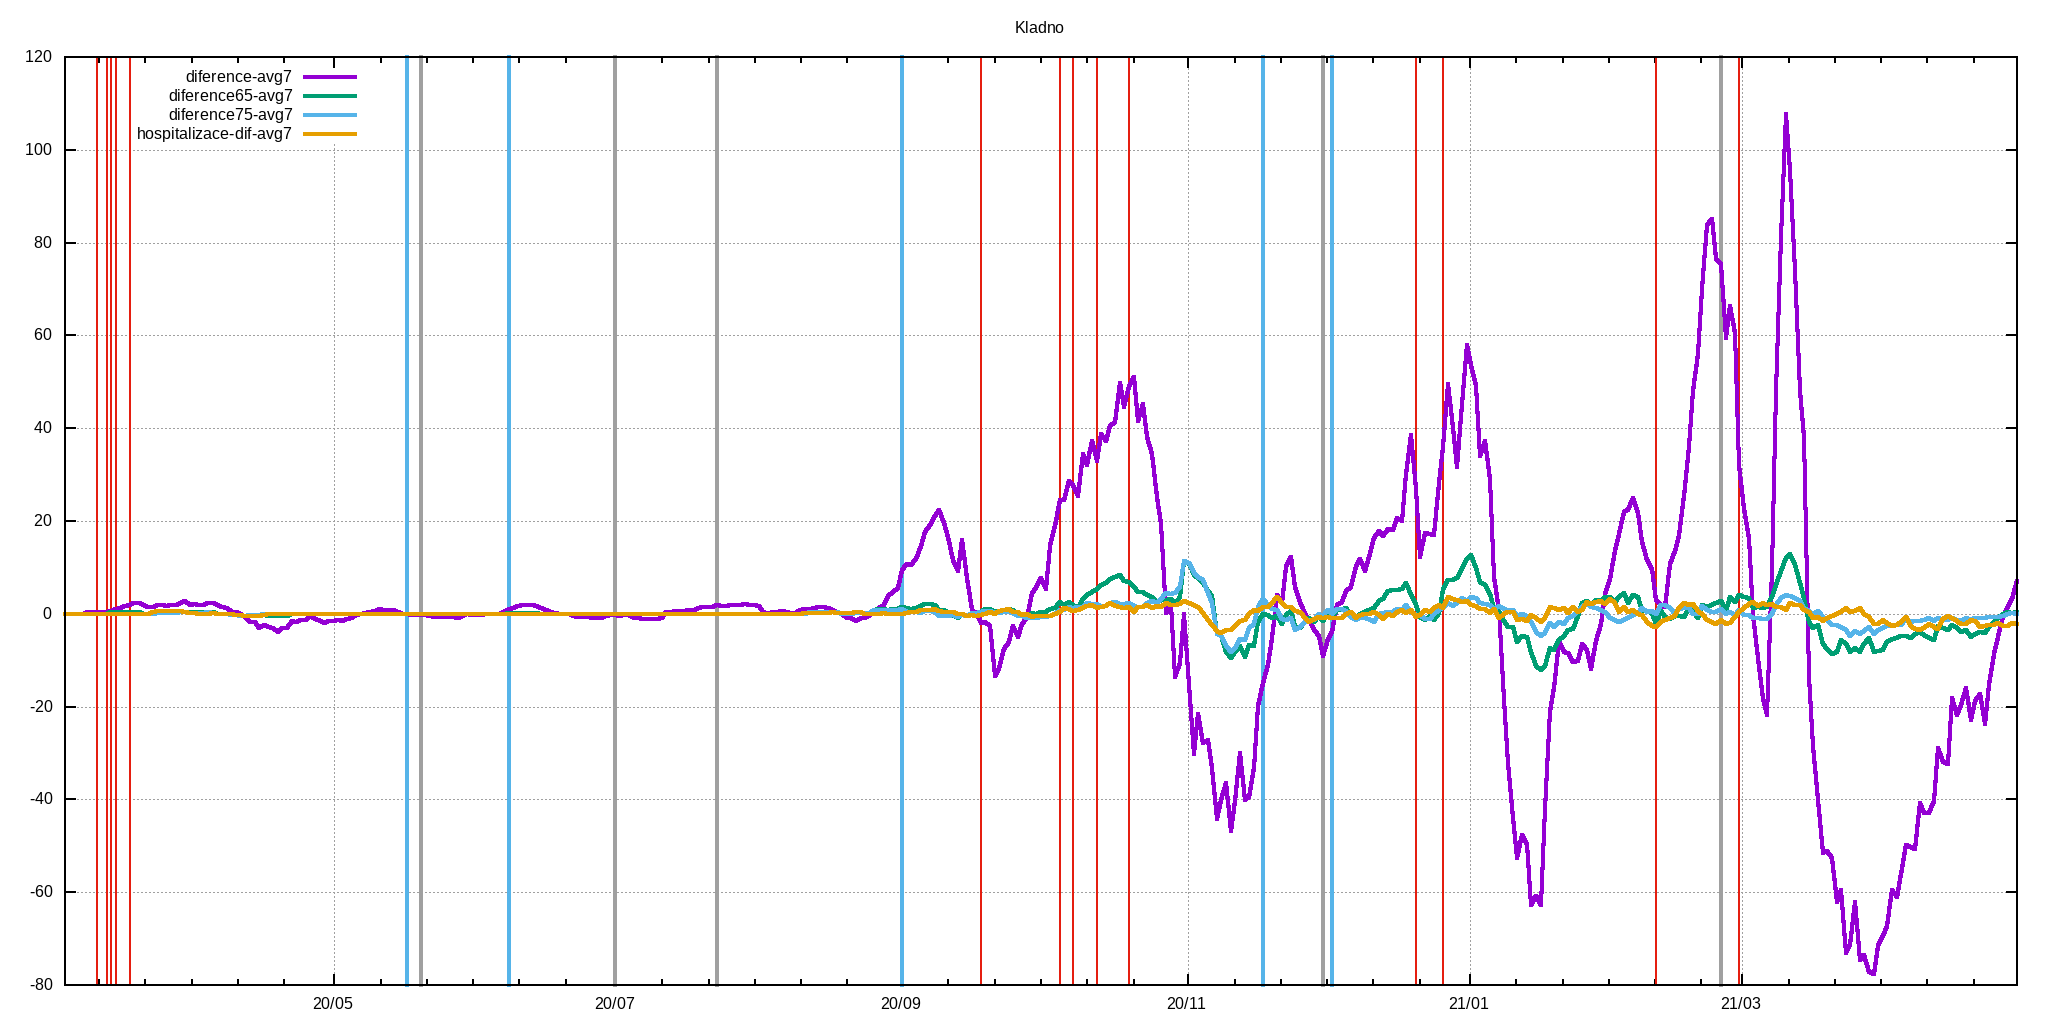 Kladno
120
100
80
60
40
20
0
-20
-40
-60
-80
diference-avg7
diference65-avg7
diference75-avg7
hospitalizace-dif-avg7
20/05 20/07 20/09 20/11 21/01 21/03